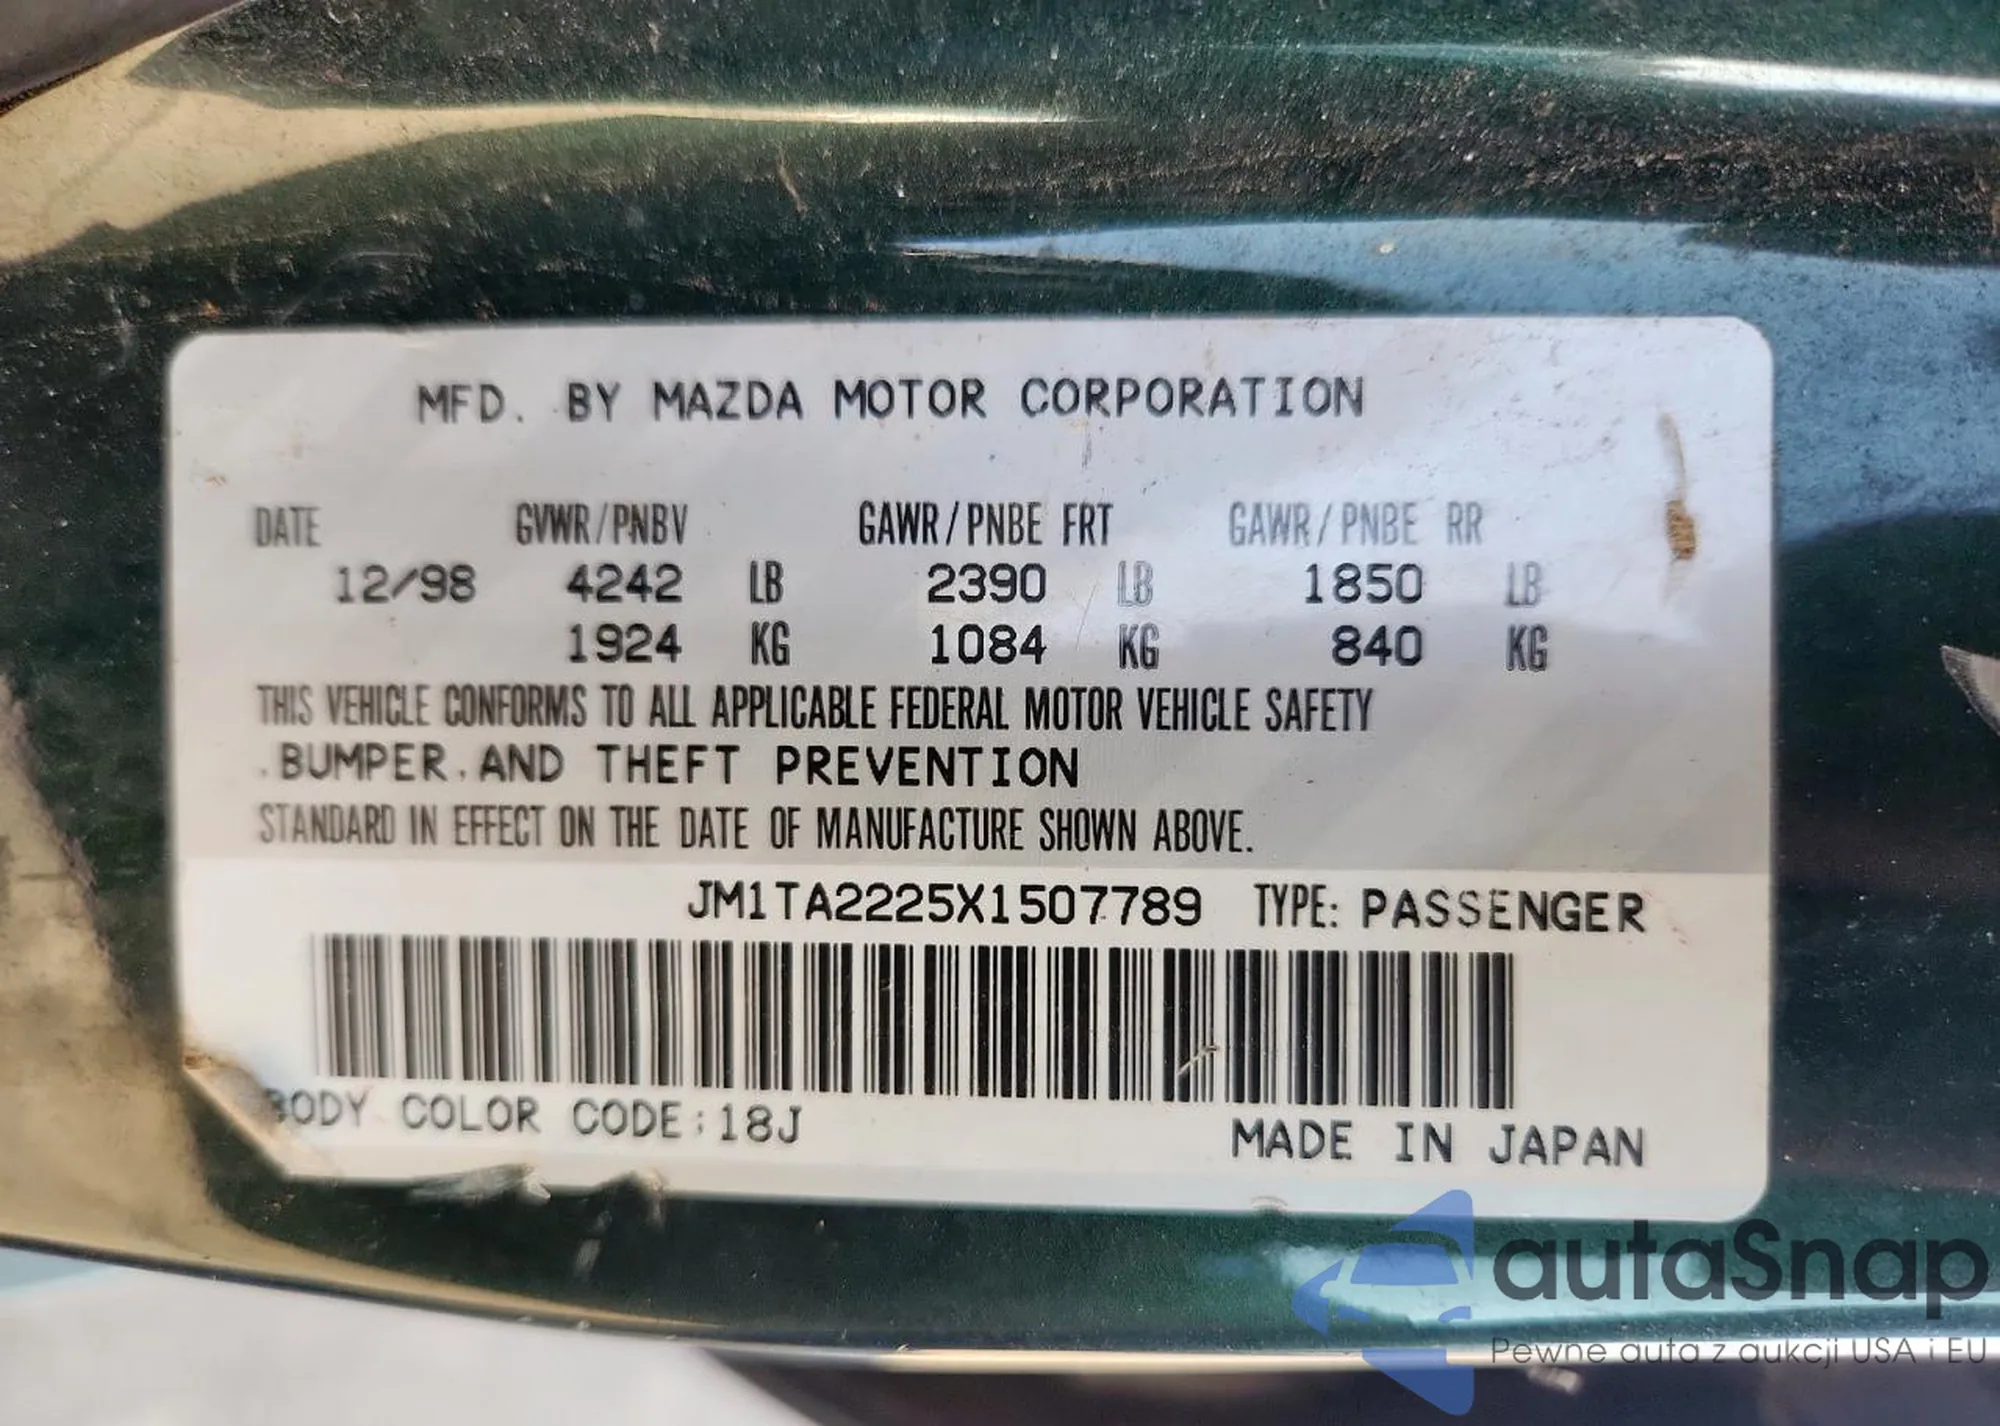 MFD. BY MAZDA MOTOR CORPORATION
DATE GVWR/PNBV GAWR/PNBE FRT GAWR/PNBE RR
12/98 4242 LB 2390 LB 1850 LB
1924 KG 1084 KG 840 KG
THIS VEHICLE CONFORMS TO ALL APPLICABLE FEDERAL MOTOR VEHICLE SAFETY
.BUMPER.AND THEFT PREVENTION
STANDARD IN EFFECT ON THE DATE OF MANUFACTURE SHOWN ABOVE.
JM1TA2225X1507789 TYPE: PASSENGER
BODY COLOR CODE:18J
MADE IN JAPAN
autaSnap
Pewne auta z aukcji USA i EU